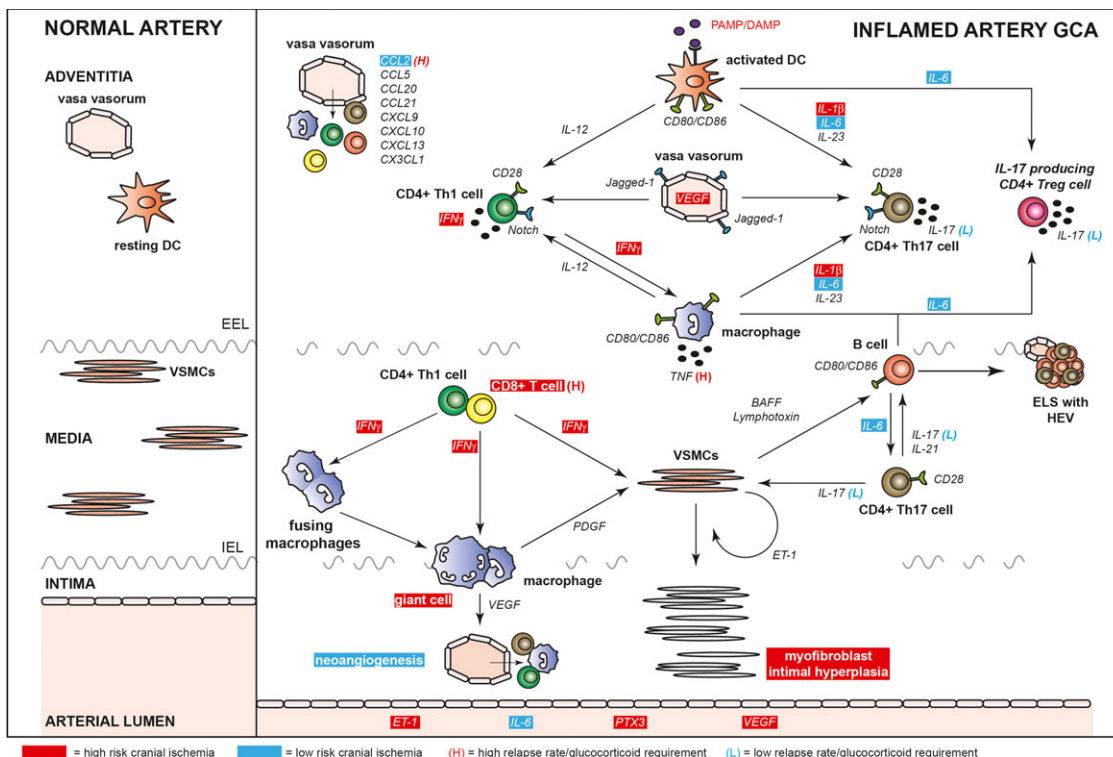 NORMAL ARTERY
ADVENTITIA
vasa vasorum
resting DC
EEL
VSMCs
MEDIA
IEL
INTIMA
ARTERIAL LUMEN
INFLAMED ARTERY GCA
vasa vasorum
CCL2 (H)
CCL5
CCL20
CCL21
CXCL9
CXCL10
CXCL13
CX3CL1
PAMP/DAMP
activated DC
CD80/CD86
IL-12
IL-1β
IL-6
IL-23
IL-6
vasa vasorum
Jagged-1
VEGF
Jagged-1
CD28
CD4+ Th1 cell
IFNγ
Notch
CD28
Notch
IL-17 (L)
CD4+ Th17 cell
IL-17 producing
CD4+ Treg cell
IL-17 (L)
IFNγ
IL-12
IL-1β
IL-6
IL-23
CD80/CD86
macrophage
TNF (H)
IL-6
B cell
CD80/CD86
ELS with
HEV
CD4+ Th1 cell
CD8+ T cell (H)
IFNγ
IFNγ
IFNγ
BAFF
Lymphotoxin
IL-6
IL-17 (L)
IL-21
VSMCs
IL-17 (L)
CD28
CD4+ Th17 cell
fusing
macrophages
PDGF
ET-1
macrophage
giant cell
VEGF
neoangiogenesis
myofibroblast
intimal hyperplasia
ET-1
IL-6
PTX3
VEGF
= high risk cranial ischemia
= low risk cranial ischemia
(H) = high relapse rate/glucocorticoid requirement
(L) = low relapse rate/glucocorticoid requirement